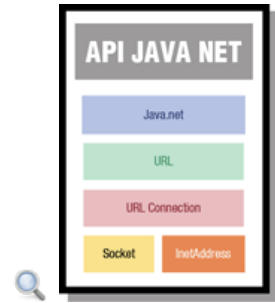 API JAVA NET
Java.net
URL
URL Connection
Socket InetAddress